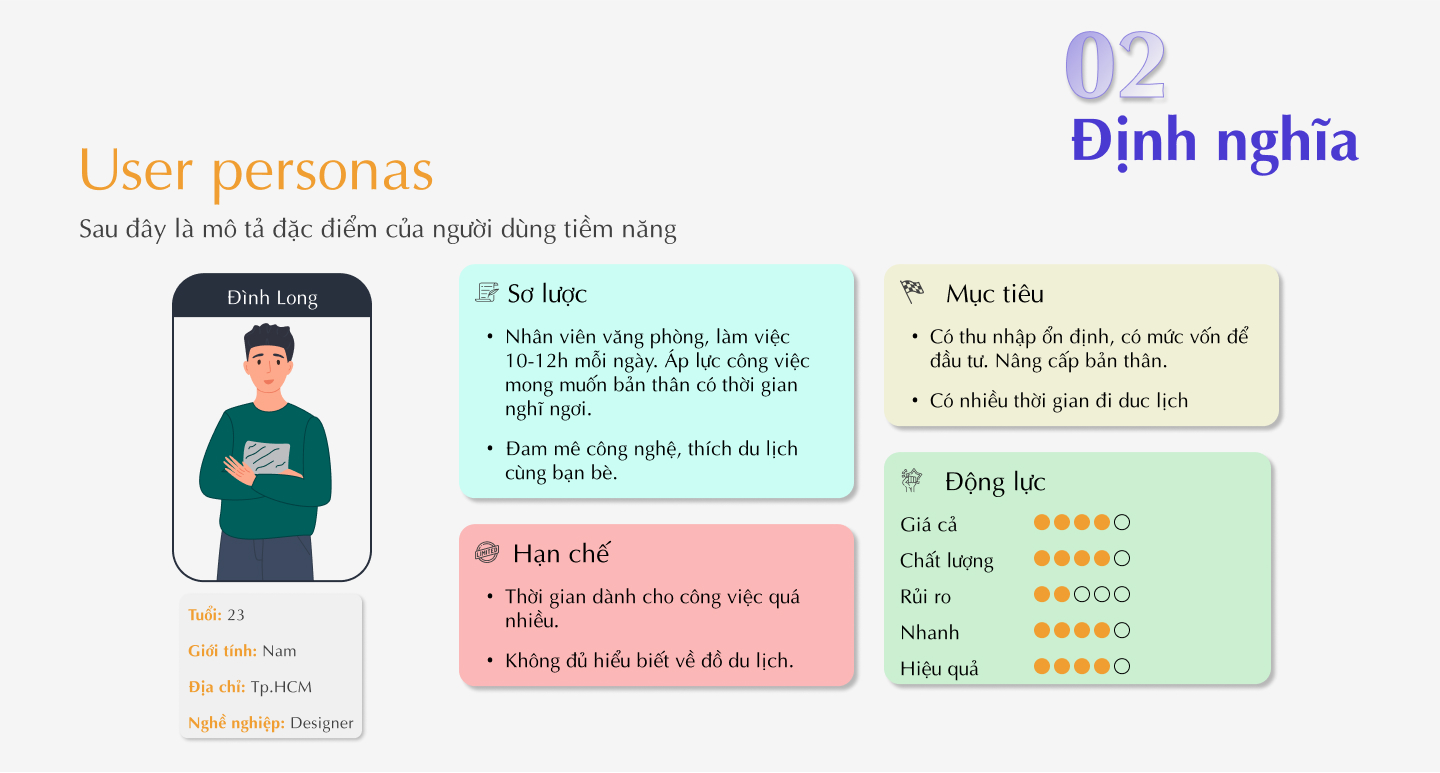 02
Định nghĩa
User personas
Sau đây là mô tả đặc điểm của người dùng tiềm năng
Đình Long
Tuổi: 23
Giới tính: Nam
Địa chỉ: Tp.HCM
Nghề nghiệp: Designer
Sơ lược
• Nhân viên văng phòng, làm việc
10-12h mỗi ngày. Áp lực công việc
mong muốn bản thân có thời gian
nghĩ ngơi.
• Đam mê công nghệ, thích du lịch
cùng bạn bè.
LIMITED
Hạn chế
• Thời gian dành cho công việc quá
nhiều.
• Không đủ hiểu biết về đồ du lịch.
Mục tiêu
• Có thu nhập ổn định, có mức vốn để
đầu tư. Nâng cấp bản thân.
• Có nhiều thời gian đi duc lịch
Động lực
Giá cả
Chất lượng
Rủi ro
Nhanh
Hiệu quả